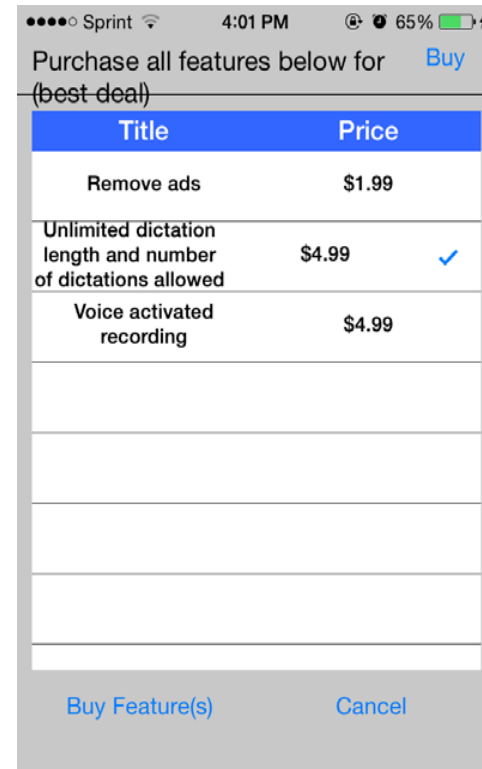 Sprint 4:01 PM 65%
Purchase all features below for Buy
(best deal)
Title Price
Remove ads $1.99
Unlimited dictation
length and number $4.99
of dictations allowed
Voice activated
recording $4.99
Buy Feature(s) Cancel